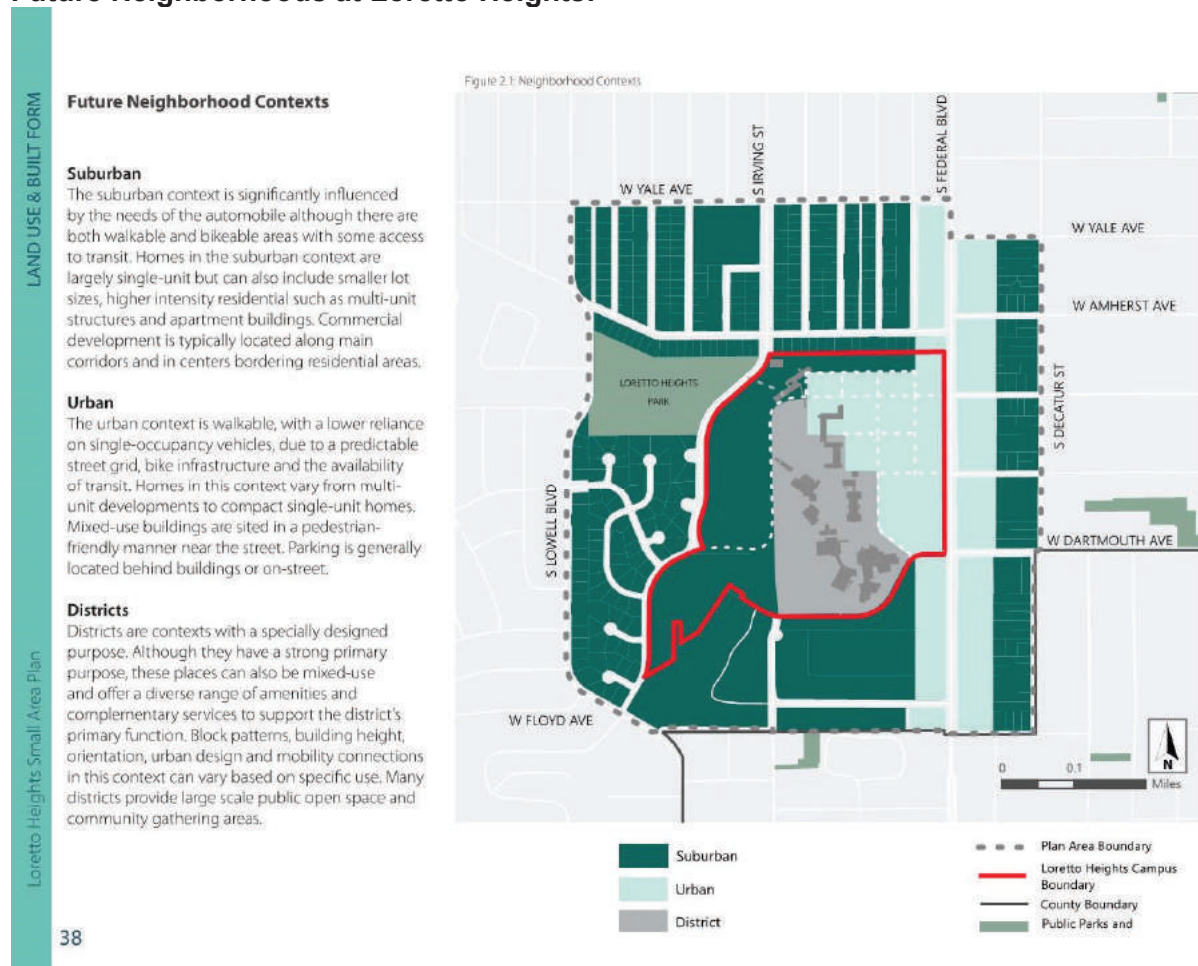 Future Neighborhoods at Loretto Heights:
LAND USE & BUILT FORM
Loretto Heights Small Area Plan
38
Future Neighborhood Contexts
Suburban
The suburban context is significantly influenced
by the needs of the automobile although there are
both walkable and bikeable areas with some access
to transit. Homes in the suburban context are
largely single-unit but can also include smaller lot
sizes, higher intensity residential such as multi-unit
structures and apartment buildings. Commercial
development is typically located along main
corridors and in centers bordering residential areas.
Urban
The urban context is walkable, with a lower reliance
on single-occupancy vehicles, due to a predictable
street grid, bike infrastructure and the availability
of transit. Homes in this context vary from multi-
unit developments to compact single-unit homes.
Mixed-use buildings are sited in a pedestrian-
friendly manner near the street. Parking is generally
located behind buildings or on-street.
Districts
Districts are contexts with a specially designed
purpose. Although they have a strong primary
purpose, these places can also be mixed-use
and offer a diverse range of amenities and
complementary services to support the district's
primary function. Block patterns, building height,
orientation, urban design and mobility connections
in this context can vary based on specific use. Many
districts provide large scale public open space and
community gathering areas.
Figure 2.1: Neighborhood Contexts
W YALE AVE
S IRVING ST
S FEDERAL BLVD
W YALE AVE
W AMHERST AVE
LORETTO HEIGHTS
PARK
S DECATUR ST
S LOWELL BLVD
W DARTMOUTH AVE
W FLOYD AVE
N
0 0.1
Miles
Suburban
Urban
District
Plan Area Boundary
Loretto Heights Campus
Boundary
County Boundary
Public Parks and